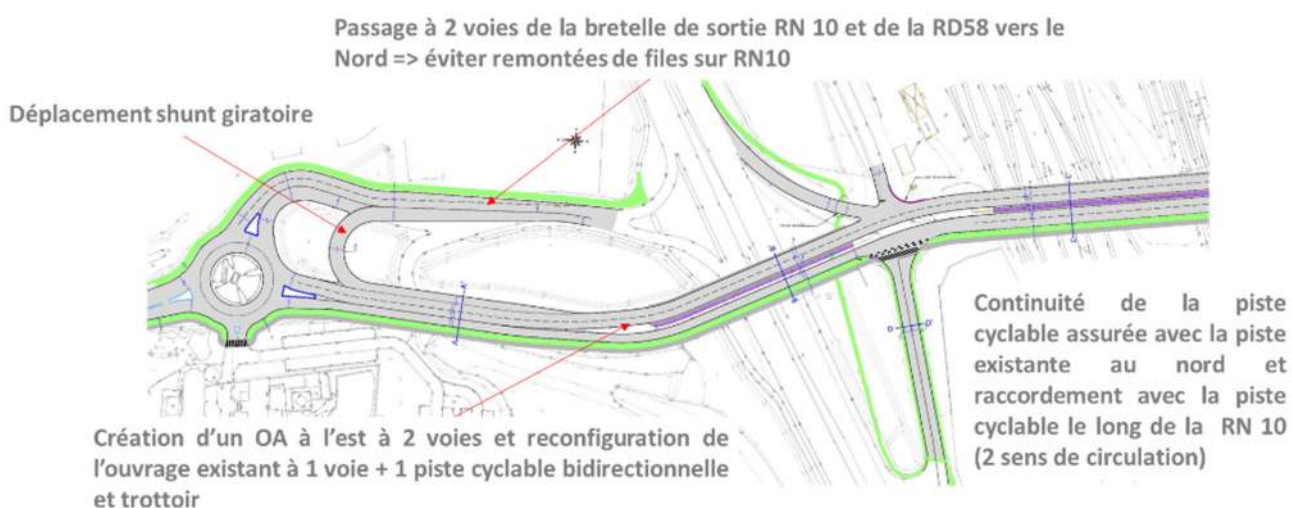 Passage à 2 voies de la bretelle de sortie RN 10 et de la RD58 vers le
Nord => éviter remontées de files sur RN10
Déplacement shunt giratoire
Continuité de la piste
cyclable assurée avec la piste
existante au nord et
raccordement avec la piste
cyclable le long de la RN 10
(2 sens de circulation)
Création d'un OA à l'est à 2 voies et reconfiguration de
l'ouvrage existant à 1 voie + 1 piste cyclable bidirectionnelle
et trottoir